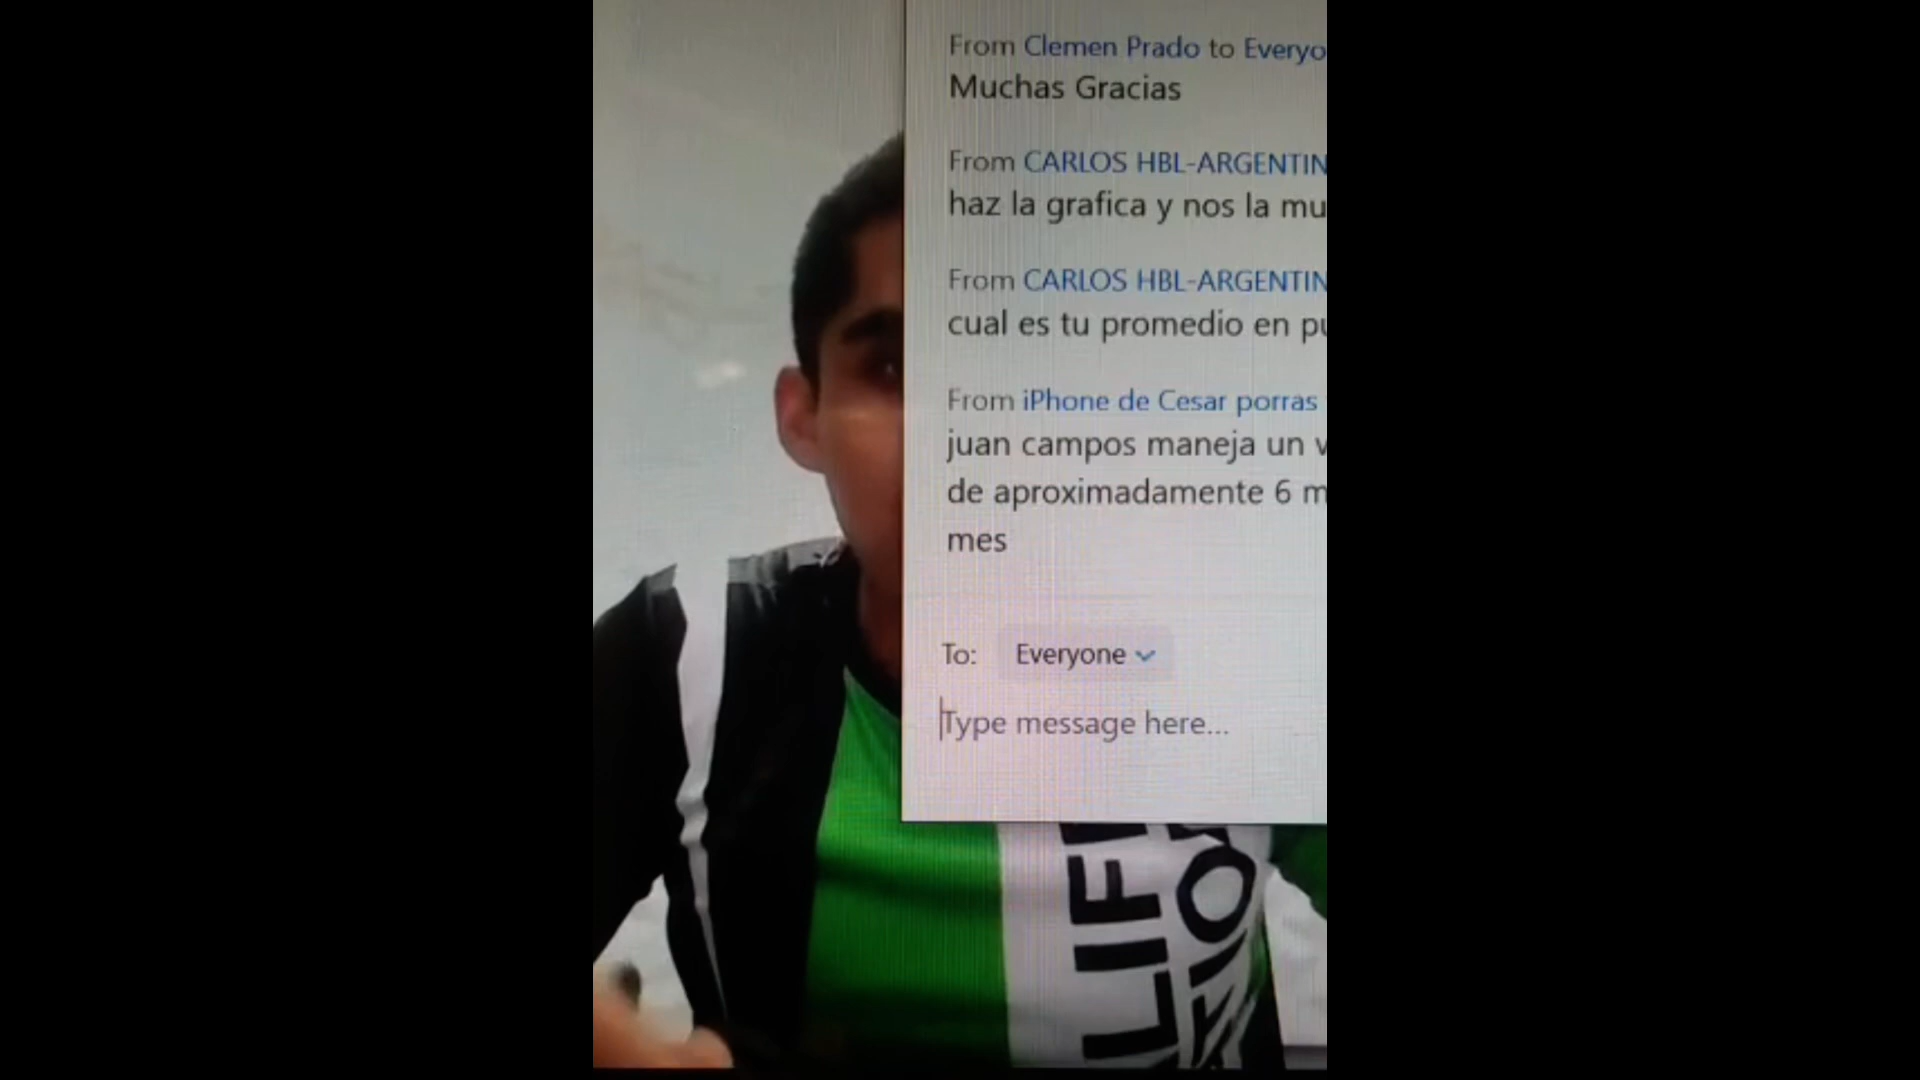 From Clemen Prado to Everyo
Muchas Gracias
From CARLOS HBL-ARGENTIN
haz la grafica y nos la mu
From CARLOS HBL-ARGENTIN
cual es tu promedio en pu
From iPhone de Cesar porras
juan campos maneja un v
de aproximadamente 6 m
mes
To: Everyone
Type message here...